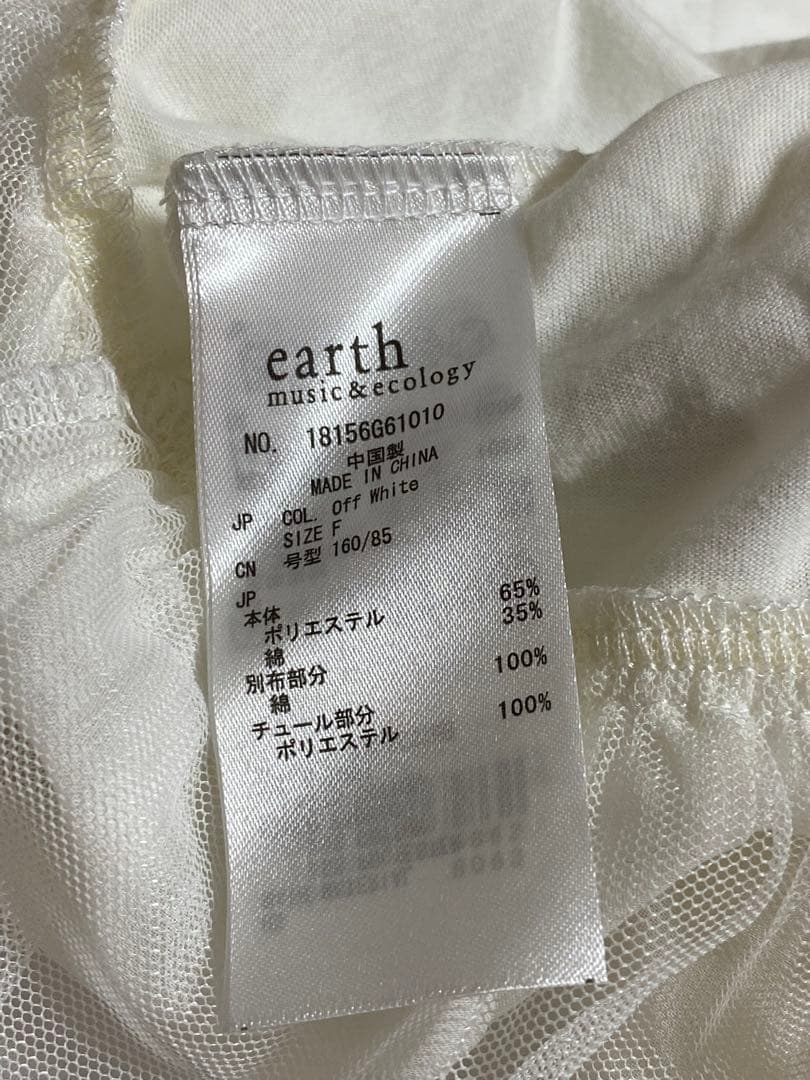 earth
music&ecology
NO. 18156G61010
中国製
MADE IN CHINA
JP COL. Off White
SIZE F
CN 号型 160/85
JP
本体
ポリエステル 65%
綿 35%
別布部分
綿 100%
チュール部分
ポリエステル 100%